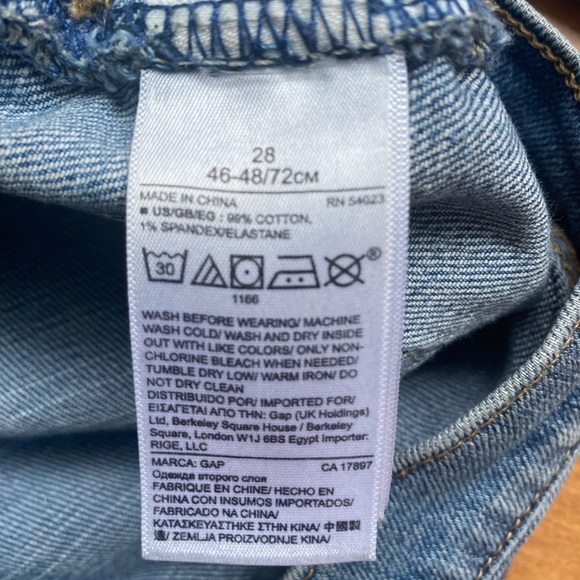 28
46-48/72CM
MADE IN CHINA RN 54023
■ US/GB/EG : 99% COTTON,
1% SPANDEX/ELASTANE
30
1166
WASH BEFORE WEARING/ MACHINE
WASH COLD/ WASH AND DRY INSIDE
OUT WITH LIKE COLORS/ ONLY NON-
CHLORINE BLEACH WHEN NEEDED/
TUMBLE DRY LOW/ WARM IRON/ DO
NOT DRY CLEAN
DISTRIBUIDO POR/IMPORTED FOR/
ΕΙΣΑΓΕΤΑΙ ΑΠΟ ΤΗΝ: Gap (UK Holdings)
Ltd, Berkeley Square House / Berkeley
Square, London W1J 6BS Egypt Importer:
RIGE, LLC
MARCA: GAP CA 17897
Одежда второго слоя
FABRIQUE EN CHINE/ HECHO EN
CHINA CON INSUMOS IMPORTADOS/
FABRICADO NA CHINA/
ΚΑΤΑΣΚΕΥΑΣΤΗΚΕ ΣΤΗΝ ΚΙΝΑ/ 中國製
造/ ZEMLJA PROIZVODNJE KINA/